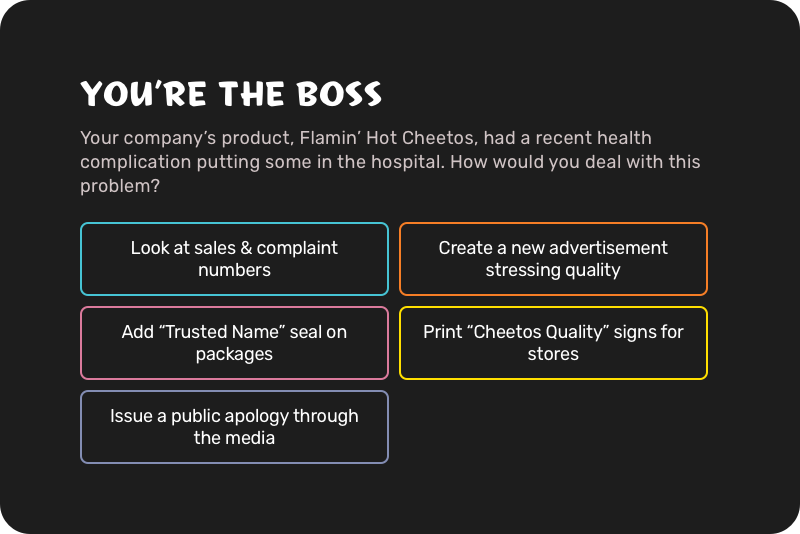 YOU'RE THE BOSS
Your company’s product, Flamin’ Hot Cheetos, had a recent health
complication putting some in the hospital. How would you deal with this
problem?
Look at sales & complaint
numbers
Create a new advertisement
stressing quality
Add “Trusted Name” seal on
packages
Print “Cheetos Quality” signs for
stores
Issue a public apology through
the media